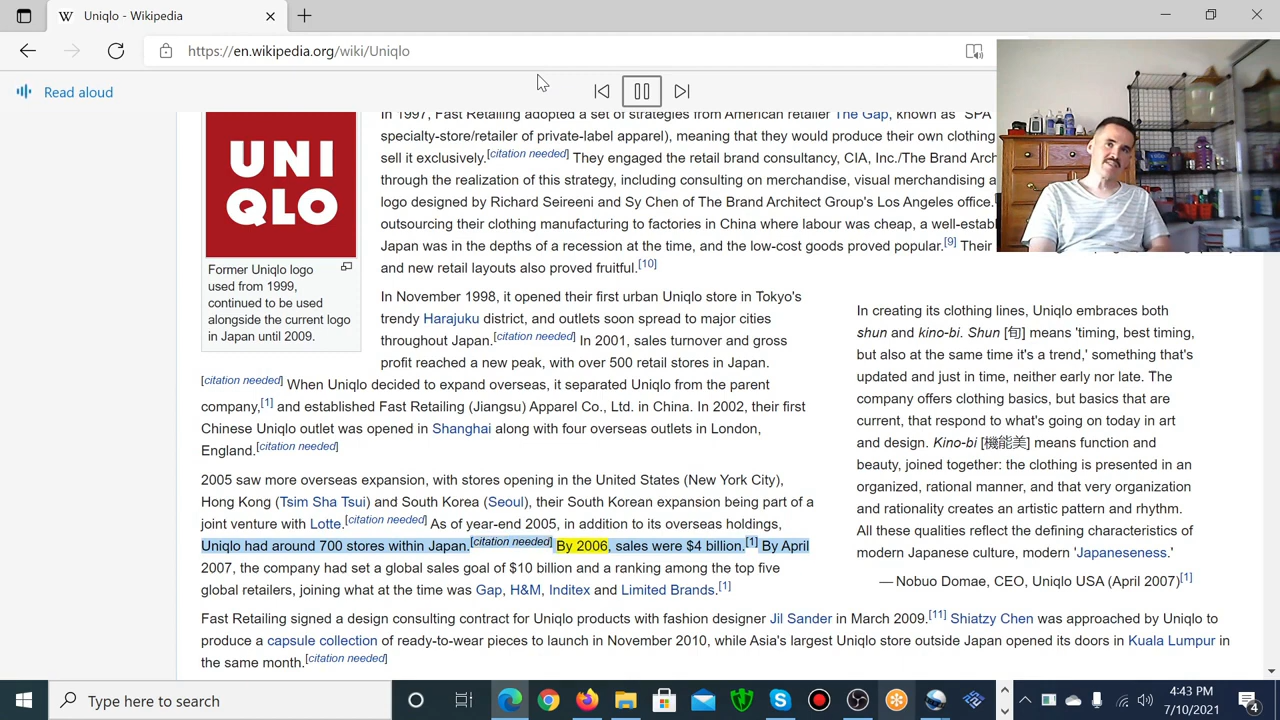 Uniqlo - Wikipedia
https://en.wikipedia.org/wiki/Uniqlo
Read aloud
UNI
QLO
Former Uniqlo logo
used from 1999,
continued to be used
alongside the current logo
in Japan until 2009.
In 1997, Fast Retailing adopted a set of strategies from American retailer The Gap, known as "SPA
specialty-store/retailer of private-label apparel), meaning that they would produce their own clothing
sell it exclusively.[citation needed] They engaged the retail brand consultancy, CIA, Inc./The Brand Arch
through the realization of this strategy, including consulting on merchandise, visual merchandising a
logo designed by Richard Seireeni and Sy Chen of The Brand Architect Group's Los Angeles office.
outsourcing their clothing manufacturing to factories in China where labour was cheap, a well-estab
Japan was in the depths of a recession at the time, and the low-cost goods proved popular.[9] Their
and new retail layouts also proved fruitful.[10]
In November 1998, it opened their first urban Uniqlo store in Tokyo's
trendy Harajuku district, and outlets soon spread to major cities
throughout Japan.[citation needed] In 2001, sales turnover and gross
profit reached a new peak, with over 500 retail stores in Japan.
[citation needed] When Uniqlo decided to expand overseas, it separated Uniqlo from the parent
company,[1] and established Fast Retailing (Jiangsu) Apparel Co., Ltd. in China. In 2002, their first
Chinese Uniqlo outlet was opened in Shanghai along with four overseas outlets in London,
England.[citation needed]
2005 saw more overseas expansion, with stores opening in the United States (New York City),
Hong Kong (Tsim Sha Tsui) and South Korea (Seoul), their South Korean expansion being part of a
joint venture with Lotte.[citation needed] As of year-end 2005, in addition to its overseas holdings,
Uniqlo had around 700 stores within Japan.[citation needed] By 2006, sales were $4 billion.[1] By April
2007, the company had set a global sales goal of $10 billion and a ranking among the top five
global retailers, joining what at the time was Gap, H&M, Inditex and Limited Brands.[1]
In creating its clothing lines, Uniqlo embraces both
shun and kino-bi. Shun [旬] means 'timing, best timing,
but also at the same time it's a trend,' something that's
updated and just in time, neither early nor late. The
company offers clothing basics, but basics that are
current, that respond to what's going on today in art
and design. Kino-bi [機能美] means function and
beauty, joined together: the clothing is presented in an
organized, rational manner, and that very organization
and rationality creates an artistic pattern and rhythm.
All these qualities reflect the defining characteristics of
modern Japanese culture, modern 'Japaneseness.'
— Nobuo Domae, CEO, Uniqlo USA (April 2007)[1]
Fast Retailing signed a design consulting contract for Uniqlo products with fashion designer Jil Sander in March 2009.[11] Shiatzy Chen was approached by Uniqlo to
produce a capsule collection of ready-to-wear pieces to launch in November 2010, while Asia's largest Uniqlo store outside Japan opened its doors in Kuala Lumpur in
the same month.[citation needed]
Type here to search
4:43 PM
7/10/2021
4